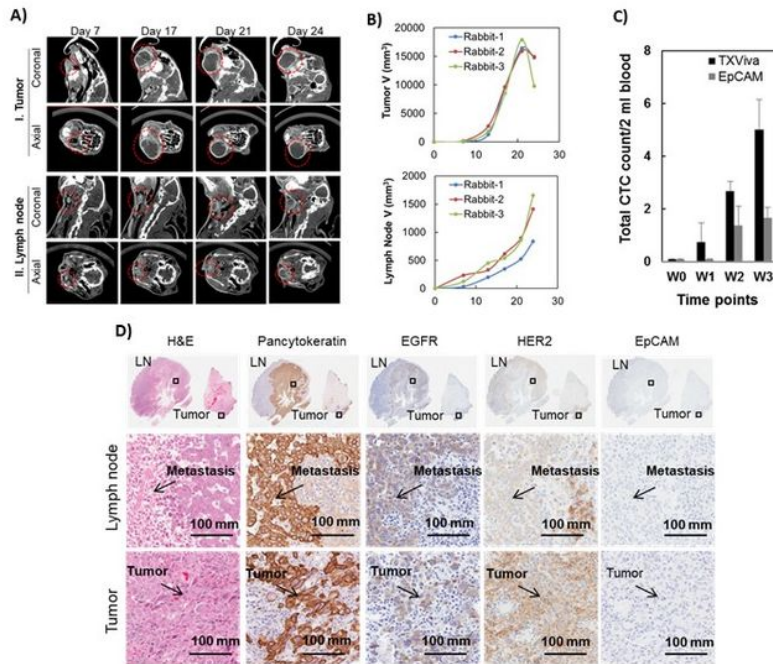 A)
Day 7 Day 17 Day 21 Day 24
I. Tumor
Coronal
Axial
II. Lymph node
Coronal
Axial
B)
Tumor V (mm³)
20000
15000
10000
5000
0
0 10 20 30
Rabbit-1
Rabbit-2
Rabbit-3
Lymph Node V (mm³)
2000
1500
1000
500
0
0 10 20 30
Rabbit-1
Rabbit-2
Rabbit-3
C)
Total CTC count/2 ml blood
8
6
4
2
0
TXViva
EpCAM
W0 W1 W2 W3
Time points
D)
H&E Pancytokeratin EGFR HER2 EpCAM
LN LN LN LN LN
Tumor Tumor Tumor Tumor Tumor
Lymph node
Metastasis Metastasis Metastasis Metastasis Metastasis
100 mm 100 mm 100 mm 100 mm 100 mm
Tumor
Tumor Tumor Tumor Tumor Tumor
100 mm 100 mm 100 mm 100 mm 100 mm